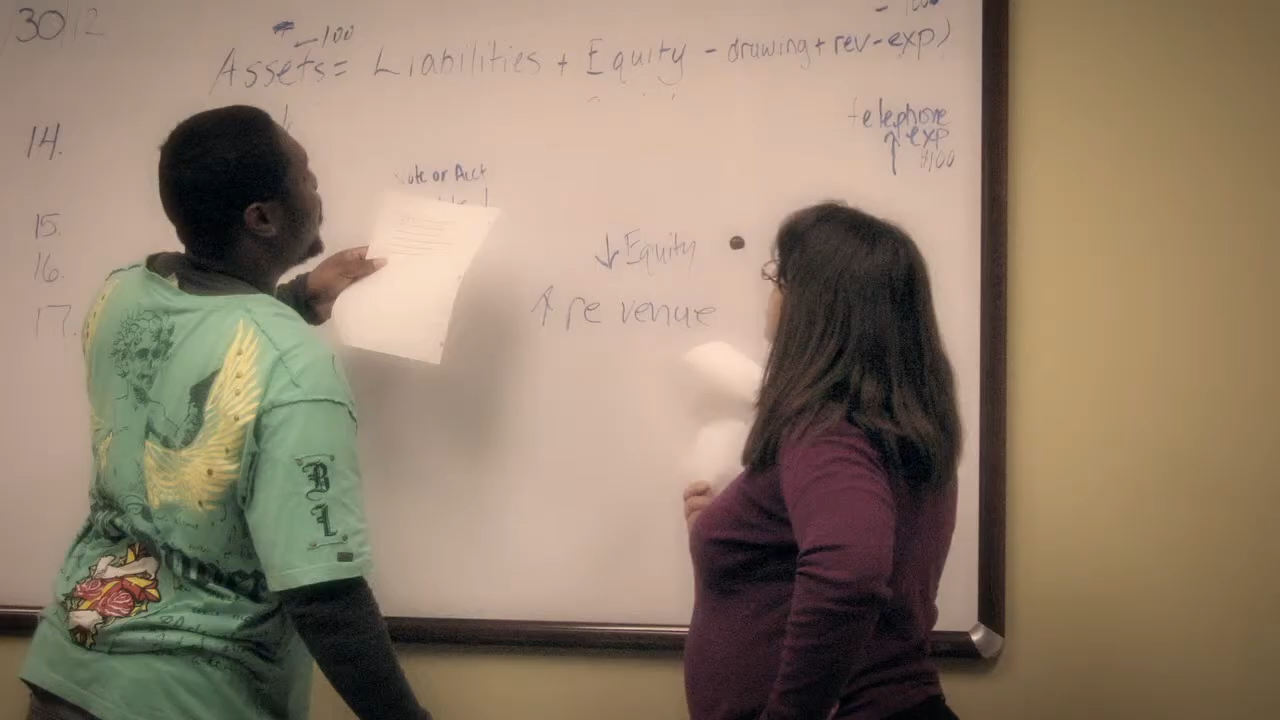 30/12
-100
Assets = Liabilities + Equity - drawing + rev - exp)
telephone
↑ exp
$100
14.
Note or Acct
15.
↓ Equity
16.
↑ revenue
17.
B
L